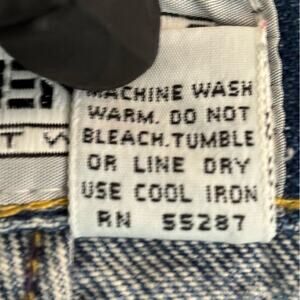 MACHINE WASH
WARM. DO NOT
BLEACH. TUMBLE
OR LINE DRY
USE COOL IRON
RN 55287